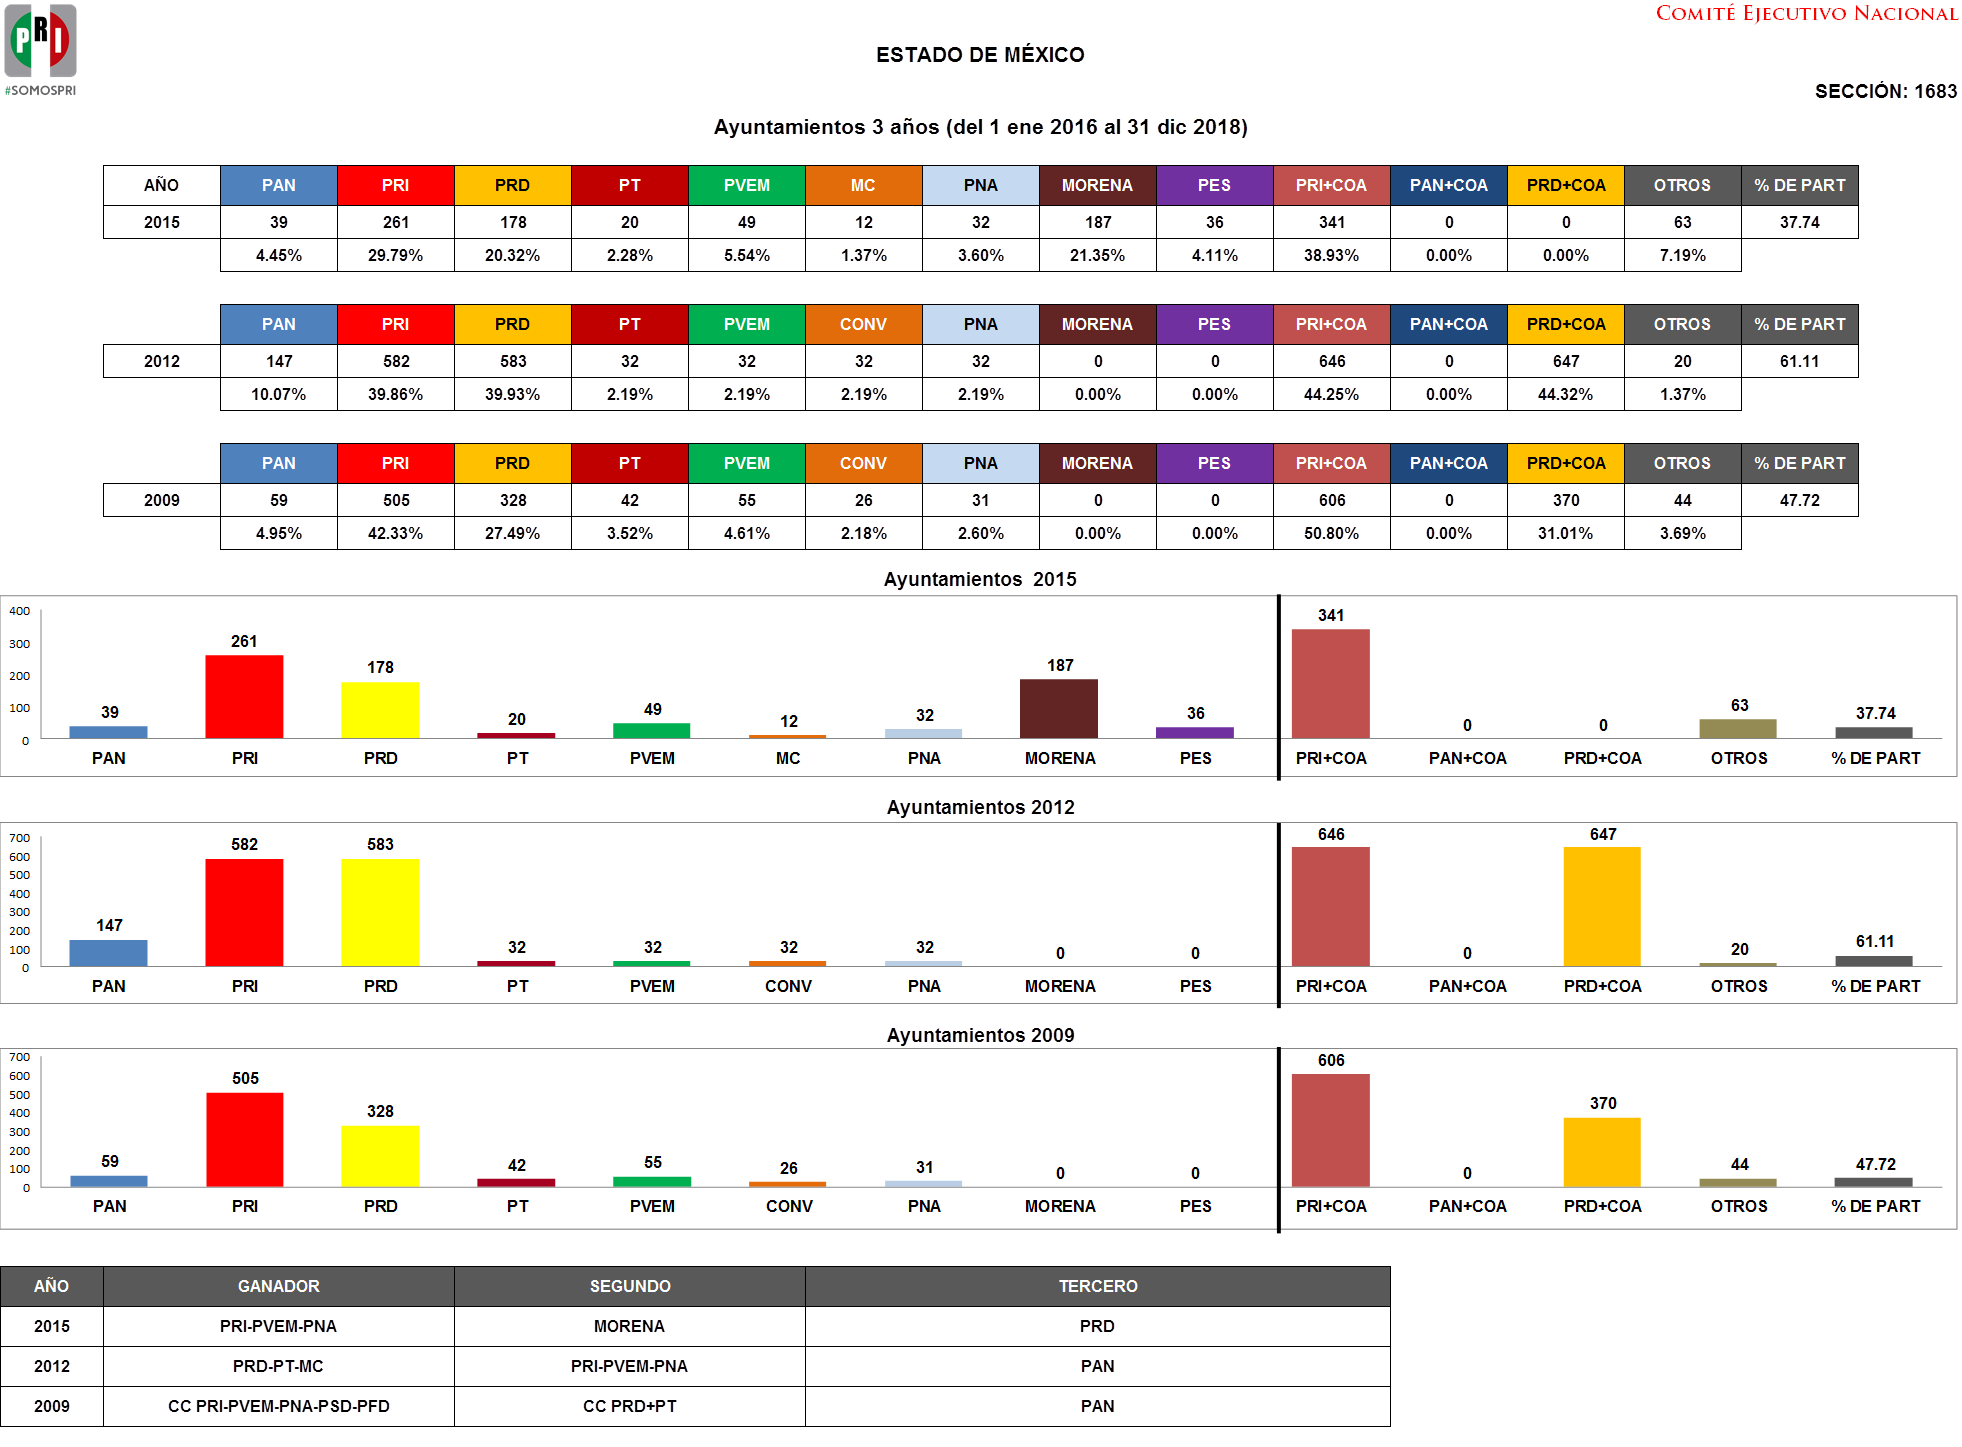 PRI
#SOMOSPRI
COMITÉ EJECUTIVO NACIONAL
ESTADO DE MÉXICO
SECCIÓN: 1683
Ayuntamientos 3 años (del 1 ene 2016 al 31 dic 2018)
AÑO PAN PRI PRD PT PVEM MC PNA MORENA PES PRI+COA PAN+COA PRD+COA OTROS % DE PART
2015 39 261 178 20 49 12 32 187 36 341 0 0 63 37.74
4.45% 29.79% 20.32% 2.28% 5.54% 1.37% 3.60% 21.35% 4.11% 38.93% 0.00% 0.00% 7.19%
PAN PRI PRD PT PVEM CONV PNA MORENA PES PRI+COA PAN+COA PRD+COA OTROS % DE PART
2012 147 582 583 32 32 32 32 0 0 646 0 647 20 61.11
10.07% 39.86% 39.93% 2.19% 2.19% 2.19% 2.19% 0.00% 0.00% 44.25% 0.00% 44.32% 1.37%
PAN PRI PRD PT PVEM CONV PNA MORENA PES PRI+COA PAN+COA PRD+COA OTROS % DE PART
2009 59 505 328 42 55 26 31 0 0 606 0 370 44 47.72
4.95% 42.33% 27.49% 3.52% 4.61% 2.18% 2.60% 0.00% 0.00% 50.80% 0.00% 31.01% 3.69%
Ayuntamientos 2015
400
300
200
100
0
39 261 178 20 49 12 32 187 36 341 0 0 63 37.74
PAN PRI PRD PT PVEM MC PNA MORENA PES PRI+COA PAN+COA PRD+COA OTROS % DE PART
Ayuntamientos 2012
700
600
500
400
300
200
100
0
147 582 583 32 32 32 32 0 0 646 0 647 20 61.11
PAN PRI PRD PT PVEM CONV PNA MORENA PES PRI+COA PAN+COA PRD+COA OTROS % DE PART
Ayuntamientos 2009
700
600
500
400
300
200
100
0
59 505 328 42 55 26 31 0 0 606 0 370 44 47.72
PAN PRI PRD PT PVEM CONV PNA MORENA PES PRI+COA PAN+COA PRD+COA OTROS % DE PART
AÑO GANADOR SEGUNDO TERCERO
2015 PRI-PVEM-PNA MORENA PRD
2012 PRD-PT-MC PRI-PVEM-PNA PAN
2009 CC PRI-PVEM-PNA-PSD-PFD CC PRD+PT PAN